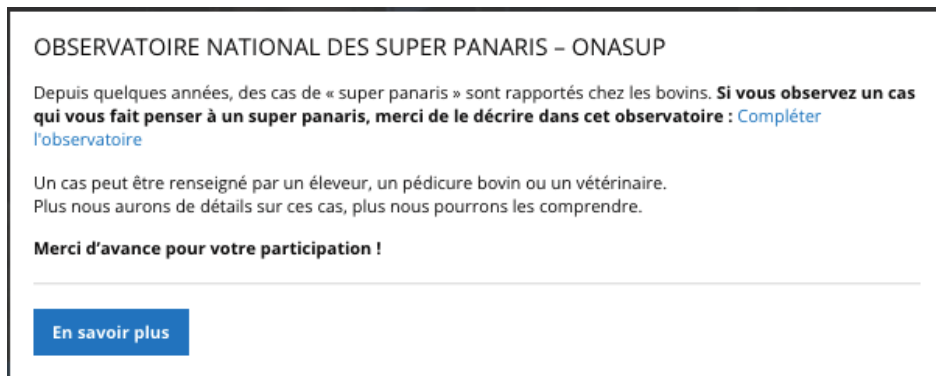 OBSERVATOIRE NATIONAL DES SUPER PANARIS – ONASUP
Depuis quelques années, des cas de « super panaris » sont rapportés chez les bovins. Si vous observez un cas
qui vous fait penser à un super panaris, merci de le décrire dans cet observatoire : Compléter
l'observatoire
Un cas peut être renseigné par un éleveur, un pédicure bovin ou un vétérinaire.
Plus nous aurons de détails sur ces cas, plus nous pourrons les comprendre.
Merci d’avance pour votre participation !
En savoir plus